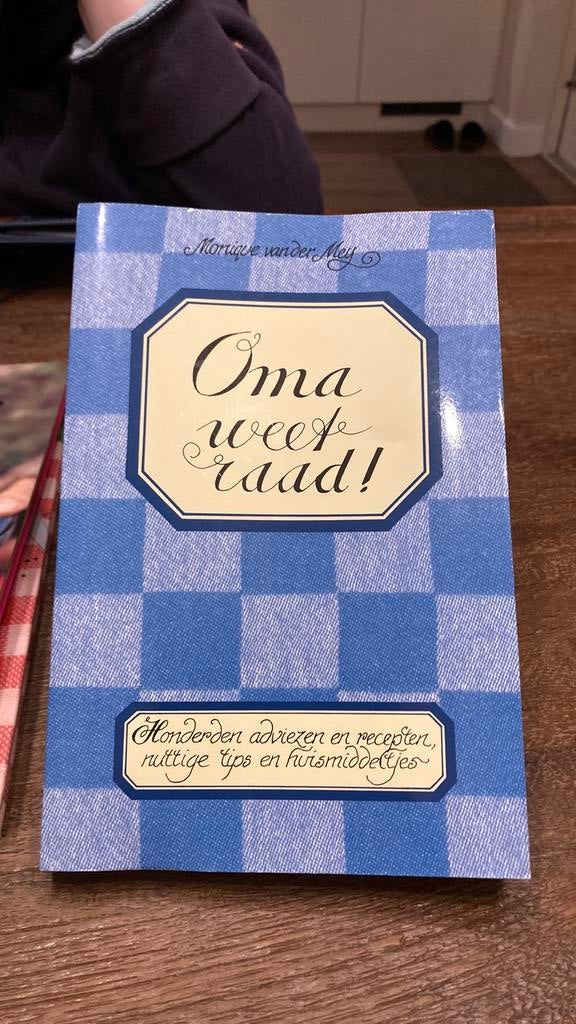 Monique van der Mey
Oma
weet
raad!
Honderden adviezen en recepten,
nuttige tips en huismiddeltjes